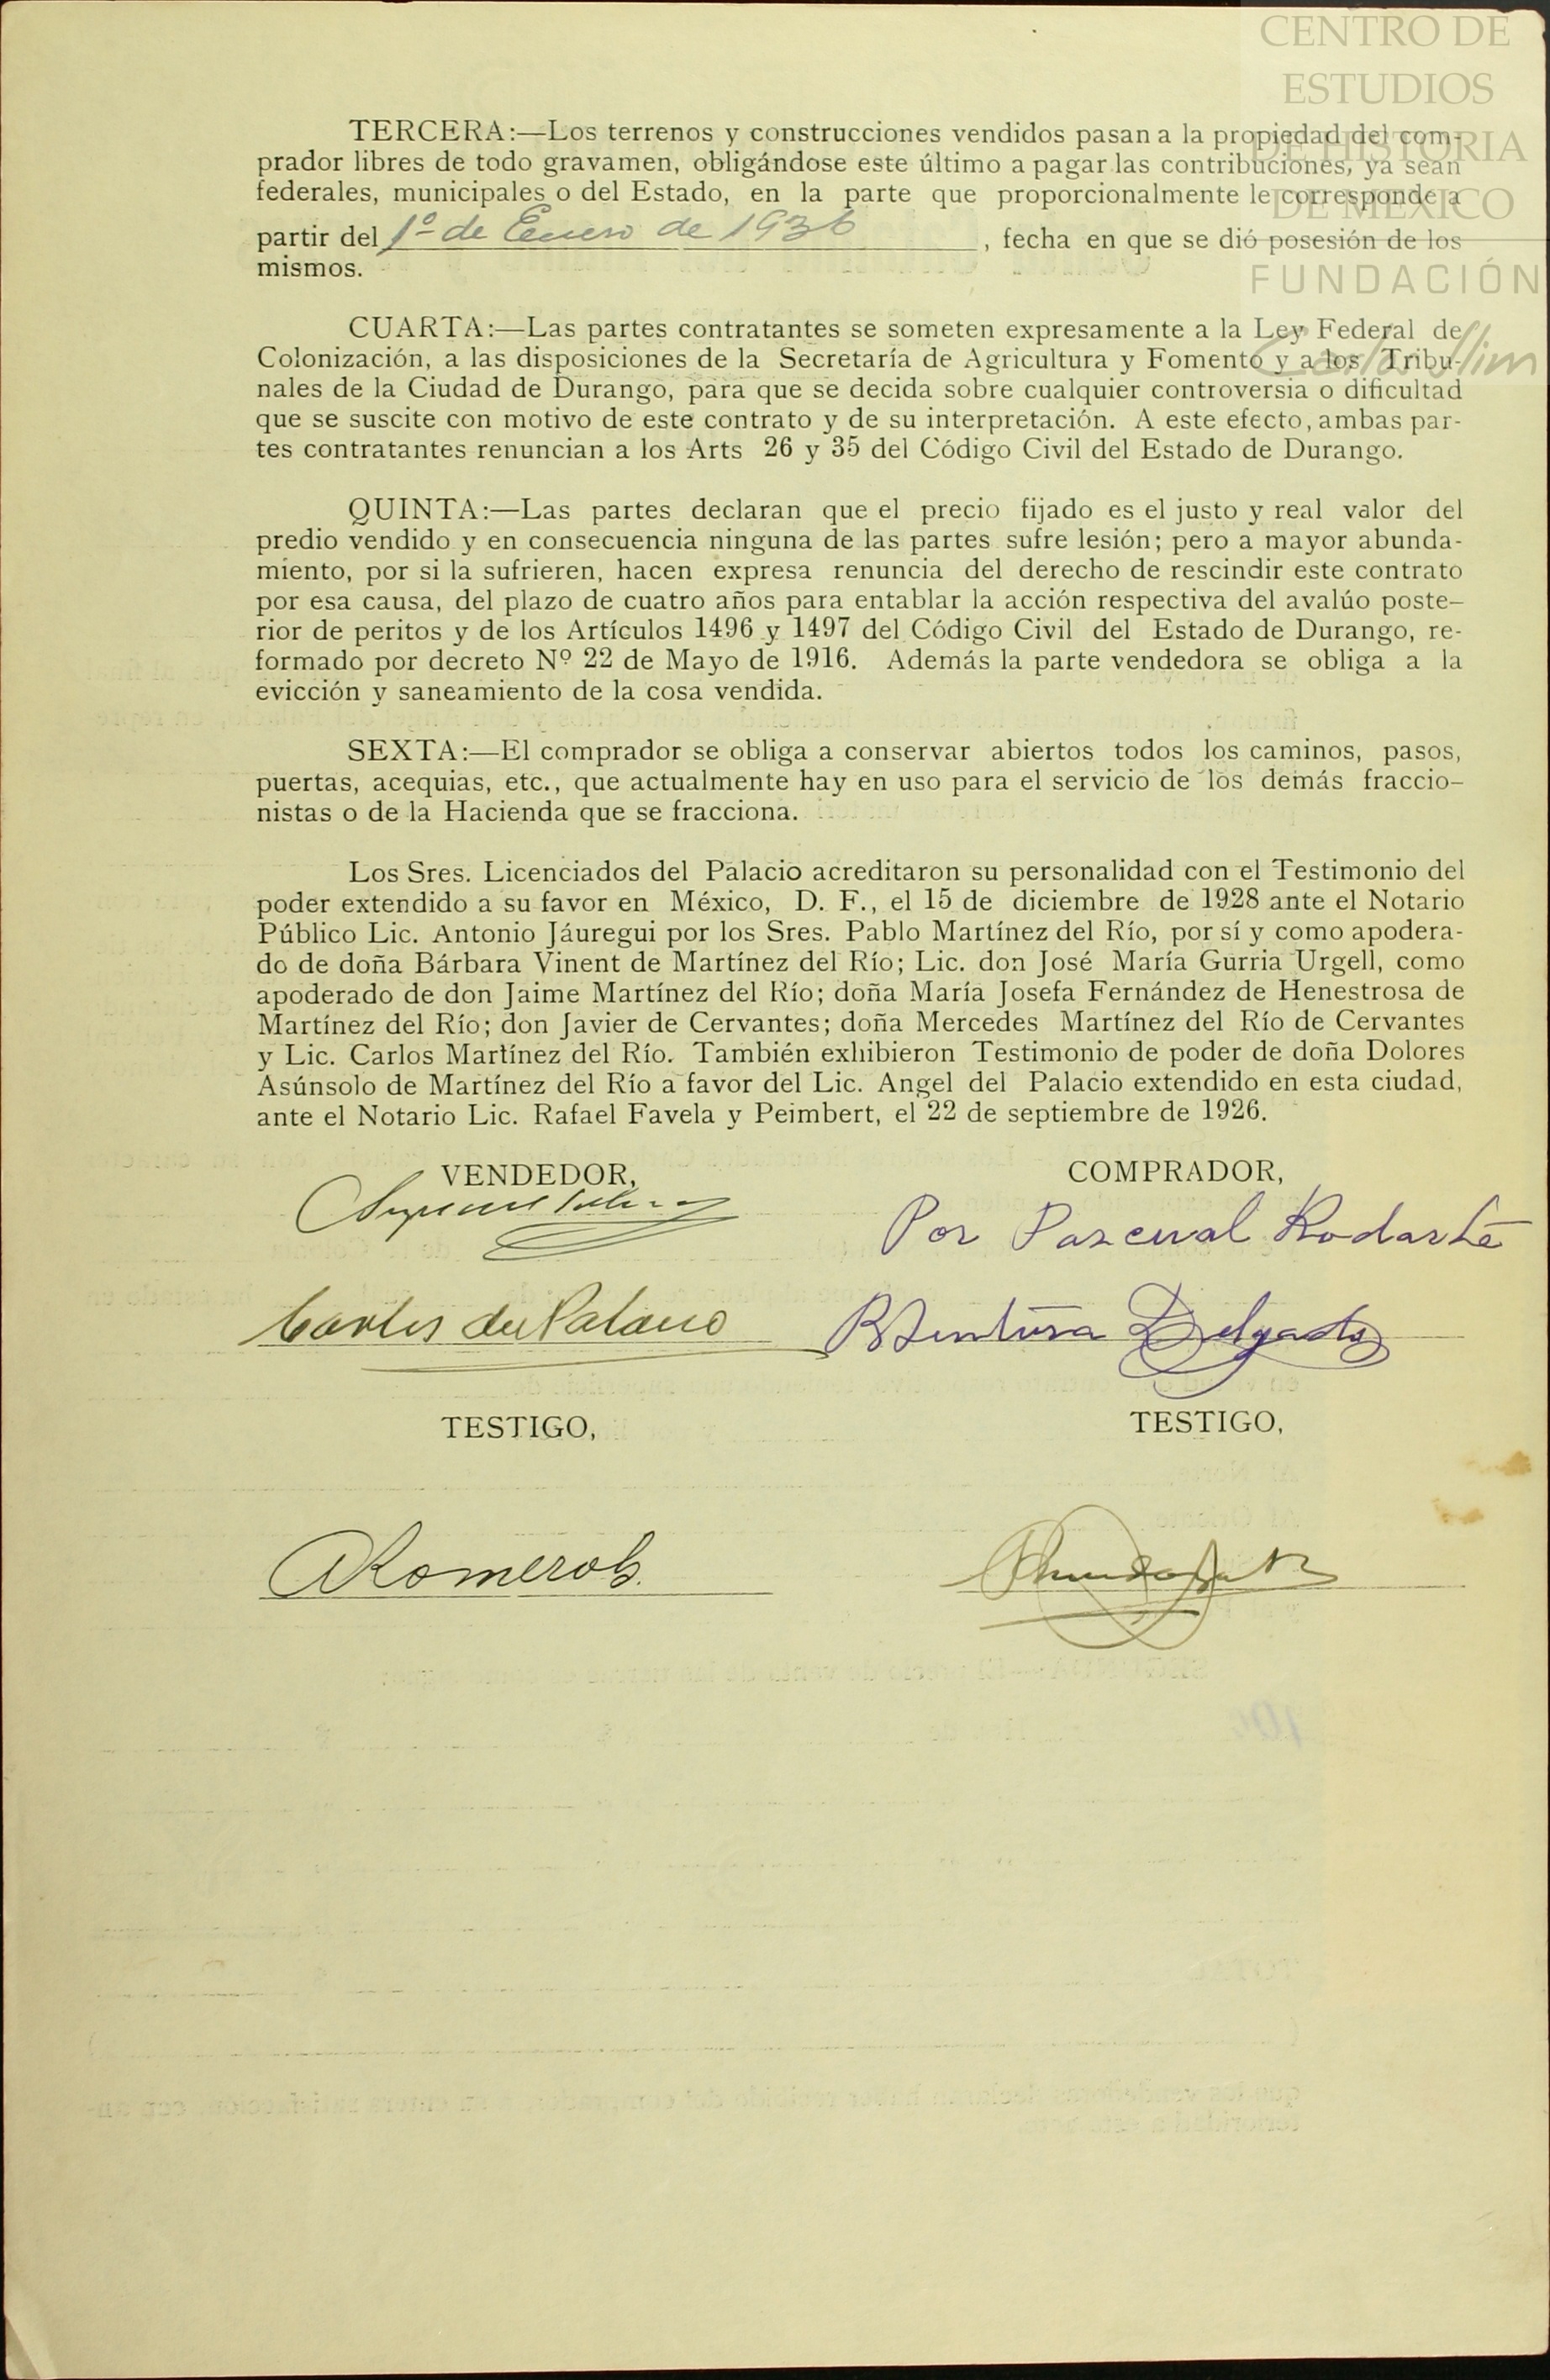 CENTRO DE
ESTUDIOS
DE HISTORIA
DE MÉXICO
FUNDACIÓN
Carlos Slim
TERCERA:—Los terrenos y construcciones vendidos pasan a la propiedad del com-
prador libres de todo gravamen, obligándose este último a pagar las contribuciones, ya sean
federales, municipales o del Estado, en la parte que proporcionalmente le corresponde a
partir del 1º de Enero de 1936, fecha en que se dió posesión de los
mismos.
CUARTA:—Las partes contratantes se someten expresamente a la Ley Federal de
Colonización, a las disposiciones de la Secretaría de Agricultura y Fomento y a los Tribu-
nales de la Ciudad de Durango, para que se decida sobre cualquier controversia o dificultad
que se suscite con motivo de este contrato y de su interpretación. A este efecto, ambas par-
tes contratantes renuncian a los Arts 26 y 35 del Código Civil del Estado de Durango.
QUINTA:—Las partes declaran que el precio fijado es el justo y real valor del
predio vendido y en consecuencia ninguna de las partes sufre lesión; pero a mayor abunda-
miento, por si la sufrieren, hacen expresa renuncia del derecho de rescindir este contrato
por esa causa, del plazo de cuatro años para entablar la acción respectiva del avalúo poste-
rior de peritos y de los Artículos 1496 y 1497 del Código Civil del Estado de Durango, re-
formado por decreto Nº 22 de Mayo de 1916. Además la parte vendedora se obliga a la
evicción y saneamiento de la cosa vendida.
SEXTA:—El comprador se obliga a conservar abiertos todos los caminos, pasos,
puertas, acequias, etc., que actualmente hay en uso para el servicio de los demás fraccio-
nistas o de la Hacienda que se fracciona.
Los Sres. Licenciados del Palacio acreditaron su personalidad con el Testimonio del
poder extendido a su favor en México, D. F., el 15 de diciembre de 1928 ante el Notario
Público Lic. Antonio Jáuregui por los Sres. Pablo Martínez del Río, por sí y como apodera-
do de doña Bárbara Vinent de Martínez del Río; Lic. don José María Gurria Urgell, como
apoderado de don Jaime Martínez del Río; doña María Josefa Fernández de Henestrosa de
Martínez del Río; don Javier de Cervantes; doña Mercedes Martínez del Río de Cervantes
y Lic. Carlos Martínez del Río. También exhibieron Testimonio de poder de doña Dolores
Asúnsolo de Martínez del Río a favor del Lic. Angel del Palacio extendido en esta ciudad,
ante el Notario Lic. Rafael Favela y Peimbert, el 22 de septiembre de 1926.
VENDEDOR,
COMPRADOR,
Por Pascual Rodarte
Carlos del Palacio
Delgado
TESTIGO,
TESTIGO,
ARomeroG.